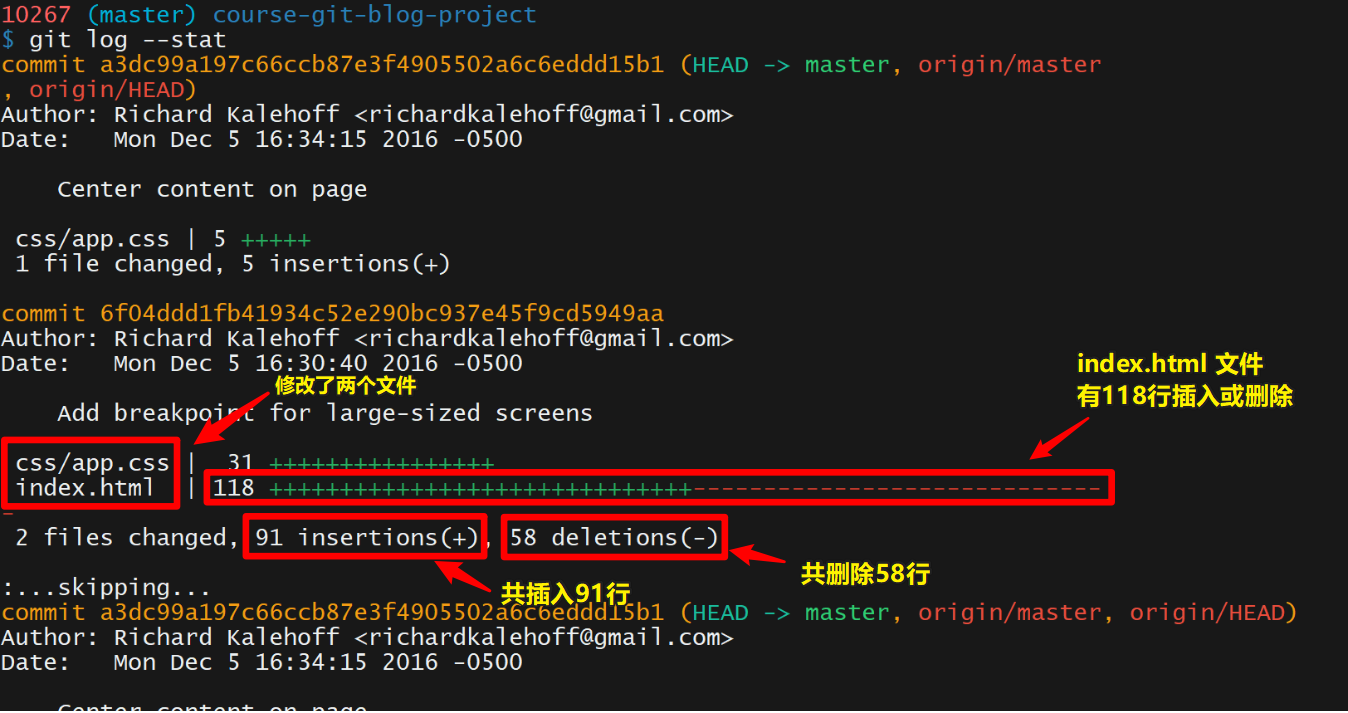 10267 (master) course-git-blog-project
$ git log --stat
commit a3dc99a197c66ccb87e3f4905502a6c6eddd15b1 (HEAD -> master, origin/master
, origin/HEAD)
Author: Richard Kalehoff <richardkalehoff@gmail.com>
Date:   Mon Dec 5 16:34:15 2016 -0500
Center content on page
css/app.css | 5 +++++
1 file changed, 5 insertions(+)
commit 6f04ddd1fb41934c52e290bc937e45f9cd5949aa
Author: Richard Kalehoff <richardkalehoff@gmail.com>
Date:   Mon Dec 5 16:30:40 2016 -0500
index.html 文件
有118行插入或删除
修改了两个文件
Add breakpoint for large-sized screens
css/app.css |  31 ++++++++++++++++
index.html  | 118 ++++++++++++++++++++++++++++++-----------------------------
-
2 files changed, 91 insertions(+), 58 deletions(-)
共删除58行
:...skipping...
共插入91行
commit a3dc99a197c66ccb87e3f4905502a6c6eddd15b1 (HEAD -> master, origin/master, origin/HEAD)
Author: Richard Kalehoff <richardkalehoff@gmail.com>
Date:   Mon Dec 5 16:34:15 2016 -0500
Center content on page